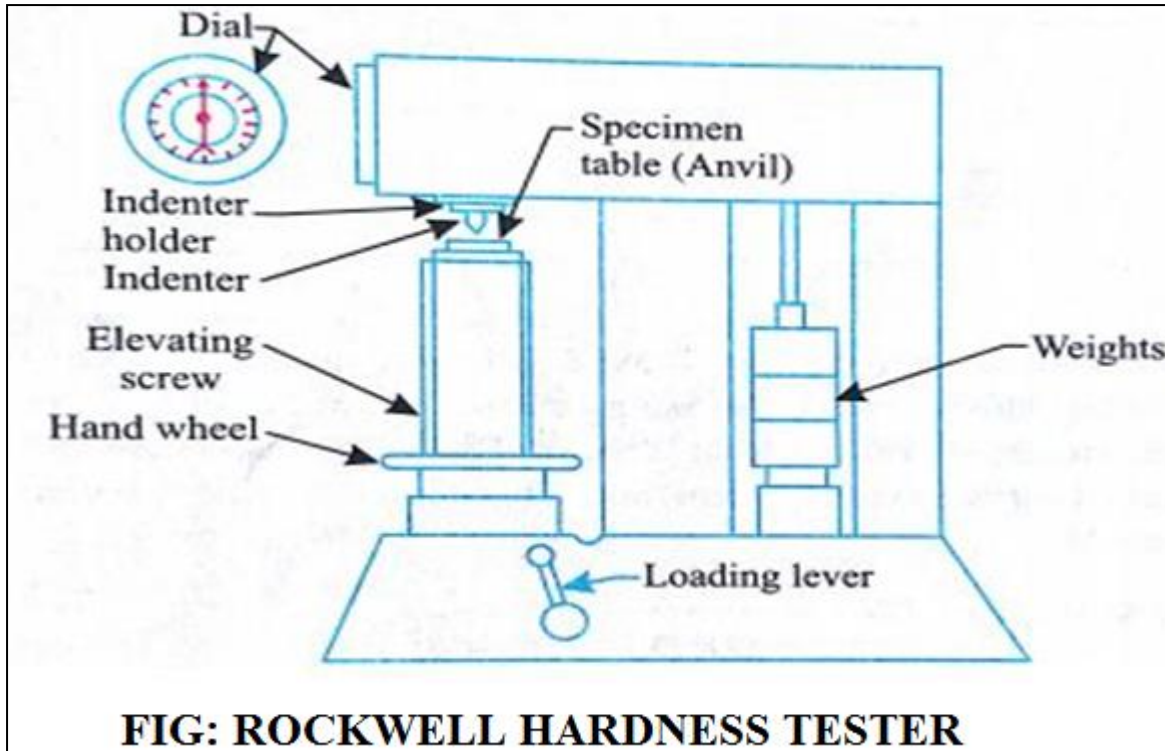 Dial
Specimen
table (Anvil)
Indenter
holder
Indenter
Elevating
screw
Weights
Hand wheel
Loading lever
FIG: ROCKWELL HARDNESS TESTER